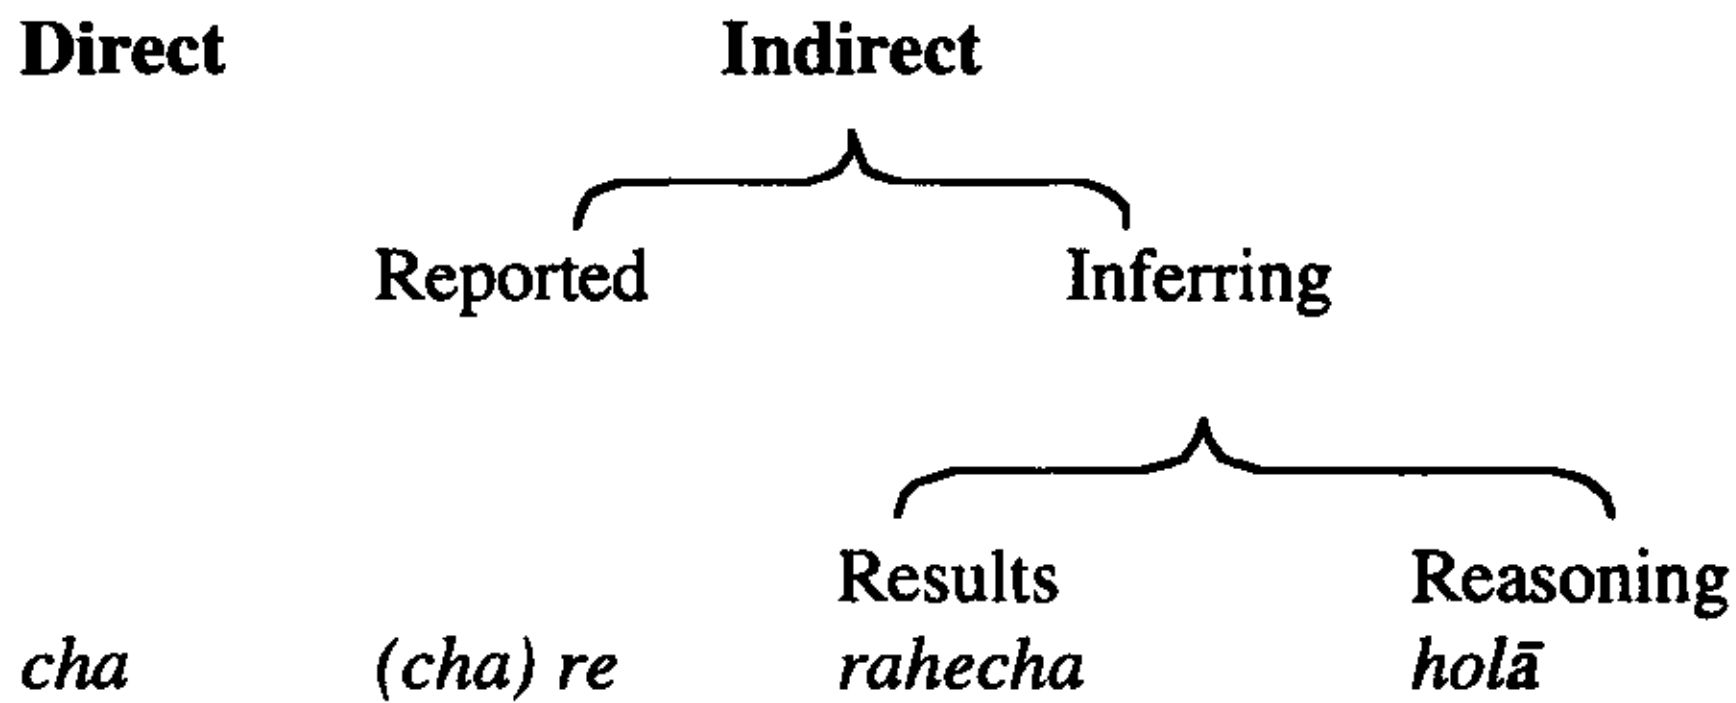 Direct Indirect
Reported Inferring
Results Reasoning
cha (cha) re rahecha holā